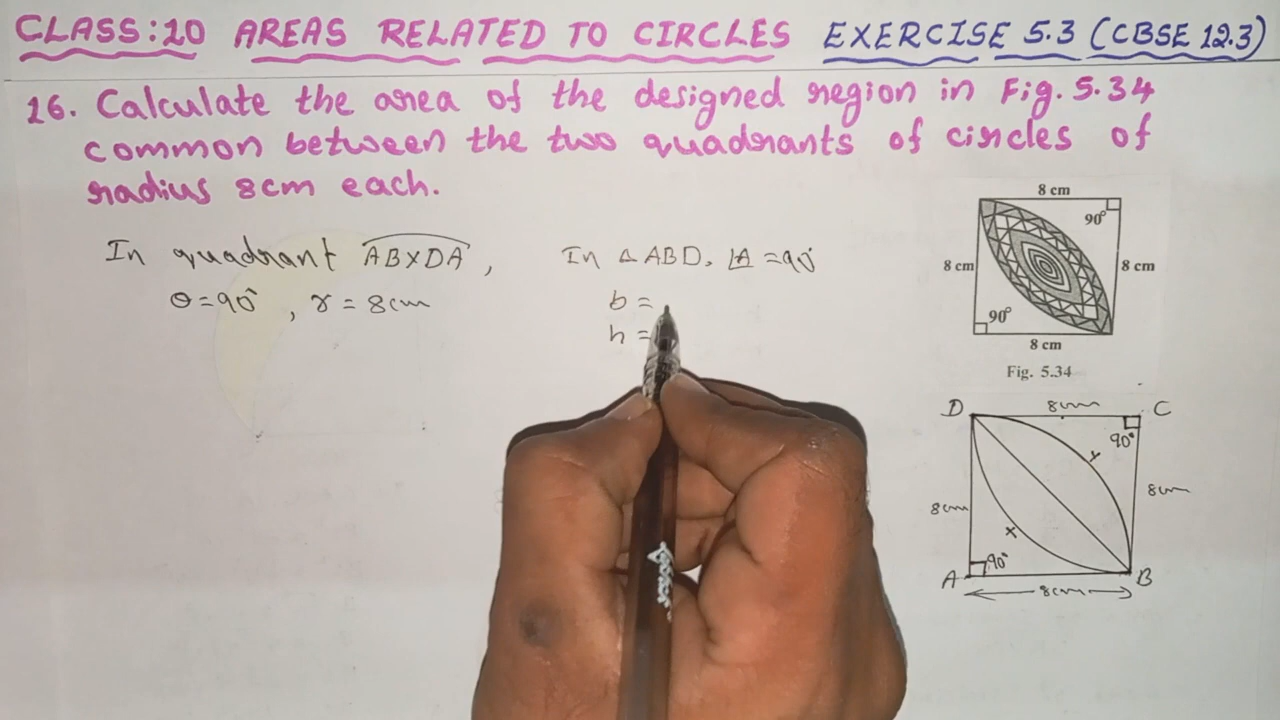 CLASS:10 AREAS RELATED TO CIRCLES EXERCISE 5.3 (CBSE 12.3)
16. Calculate the area of the designed region in Fig. 5.34
common between the two quadrants of circles of
radius 8cm each.
In quadrant ABXDA,
θ=90°, r = 8cm
In △ABD, ∠A =90°
b =
h =
8 cm
90°
8 cm
8 cm
90°
8 cm
Fig. 5.34
D 8cm C
90°
Y
8cm
8cm
X
90°
A B
8cm